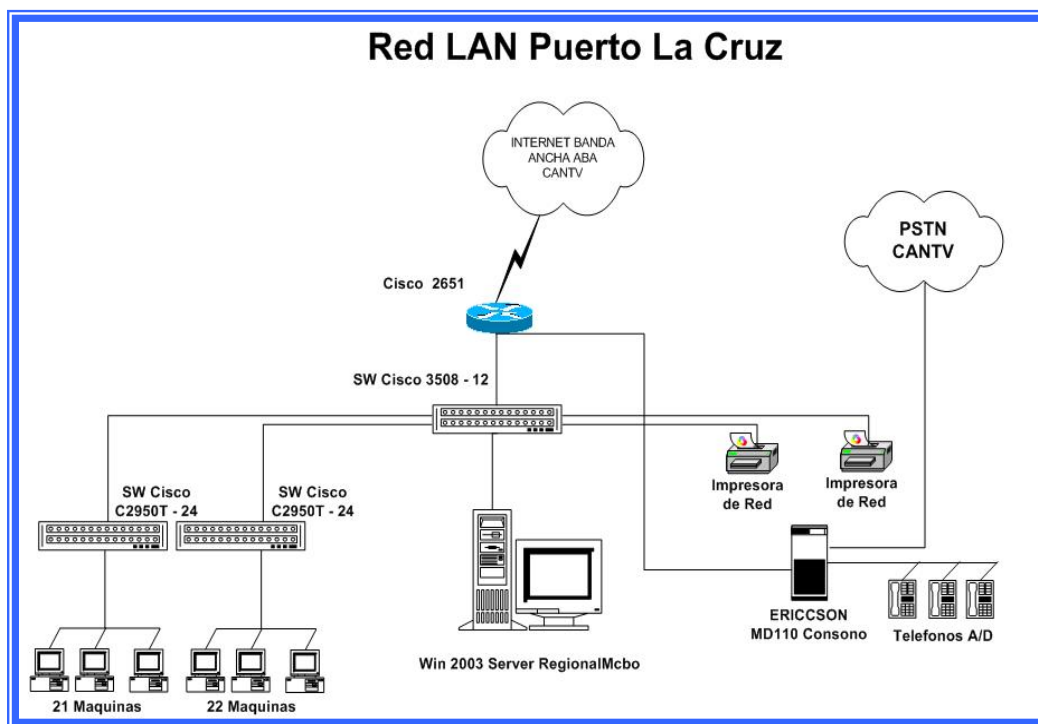 Red LAN Puerto La Cruz
INTERNET BANDA
ANCHA ABA
CANTV
PSTN
CANTV
Cisco 2651
SW Cisco 3508 - 12
SW Cisco
C2950T - 24
SW Cisco
C2950T - 24
Impresora
de Red
Impresora
de Red
ERICCSON
MD110 Consono
Telefonos A/D
Win 2003 Server RegionalMcbo
21 Maquinas
22 Maquinas